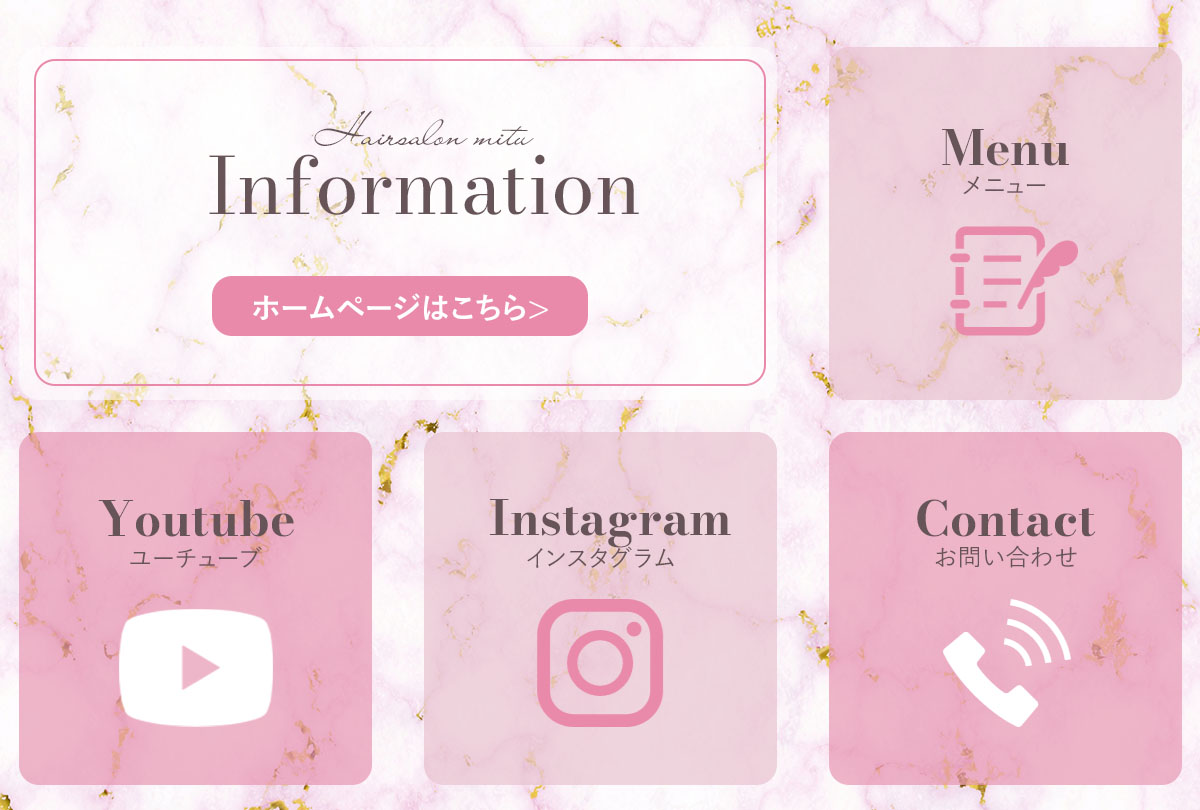 Hairsalon mitu
Information
ホームページはこちら>
Menu
メニュー
Youtube
ユーチューブ
Instagram
インスタグラム
Contact
お問い合わせ